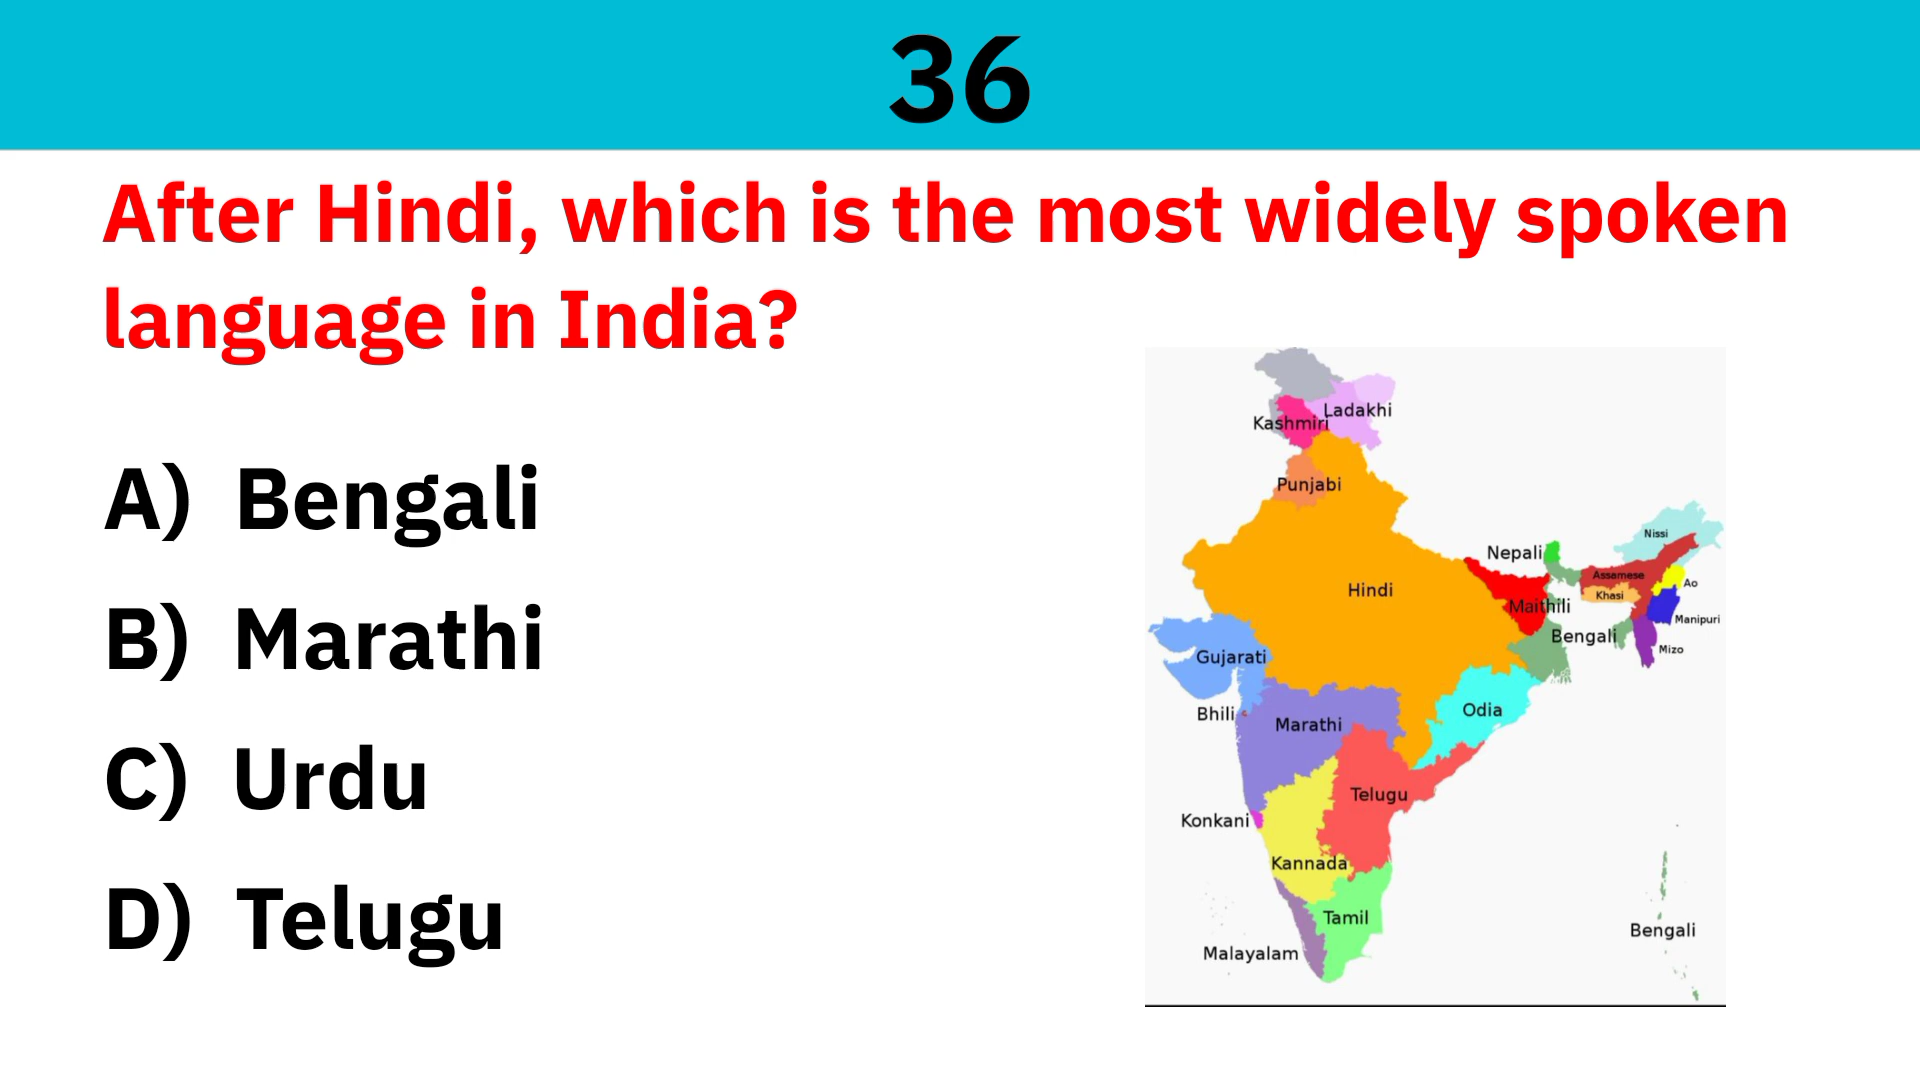 36
After Hindi, which is the most widely spoken
language in India?
A) Bengali
B) Marathi
C) Urdu
D) Telugu
Ladakhi
Kashmiri
Punjabi
Nissi
Nepali
Assamese
Ao
Hindi
Khasi
Maithili
Manipuri
Bengali
Mizo
Gujarati
Odia
Bhili
Marathi
Telugu
Konkani
Kannada
Tamil
Bengali
Malayalam